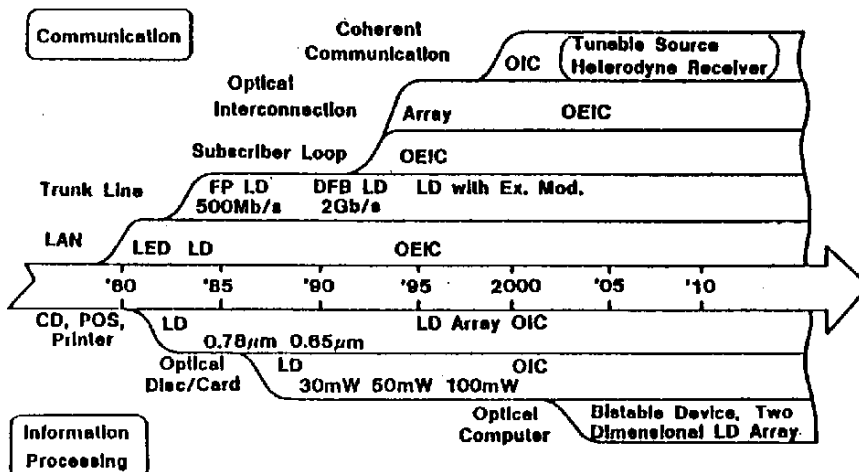 Communication
Coherent
Communication
OIC
Tunable Source
Heterodyne Receiver
Optical
Interconnection
Array
OEIC
Subscriber Loop
OEIC
Trunk Line
FP LD
500Mb/s
DFB LD
2Gb/s
LD with Ex. Mod.
LAN
LED LD
OEIC
'80 '85 '90 '95 2000 '05 '10
CD, POS,
Printer
LD
LD Array OIC
0.78μm 0.65μm
Optical
Disc/Card
LD
OIC
30mW 50mW 100mW
Optical
Computer
Bistable Device, Two
Dimensional LD Array
Information
Processing